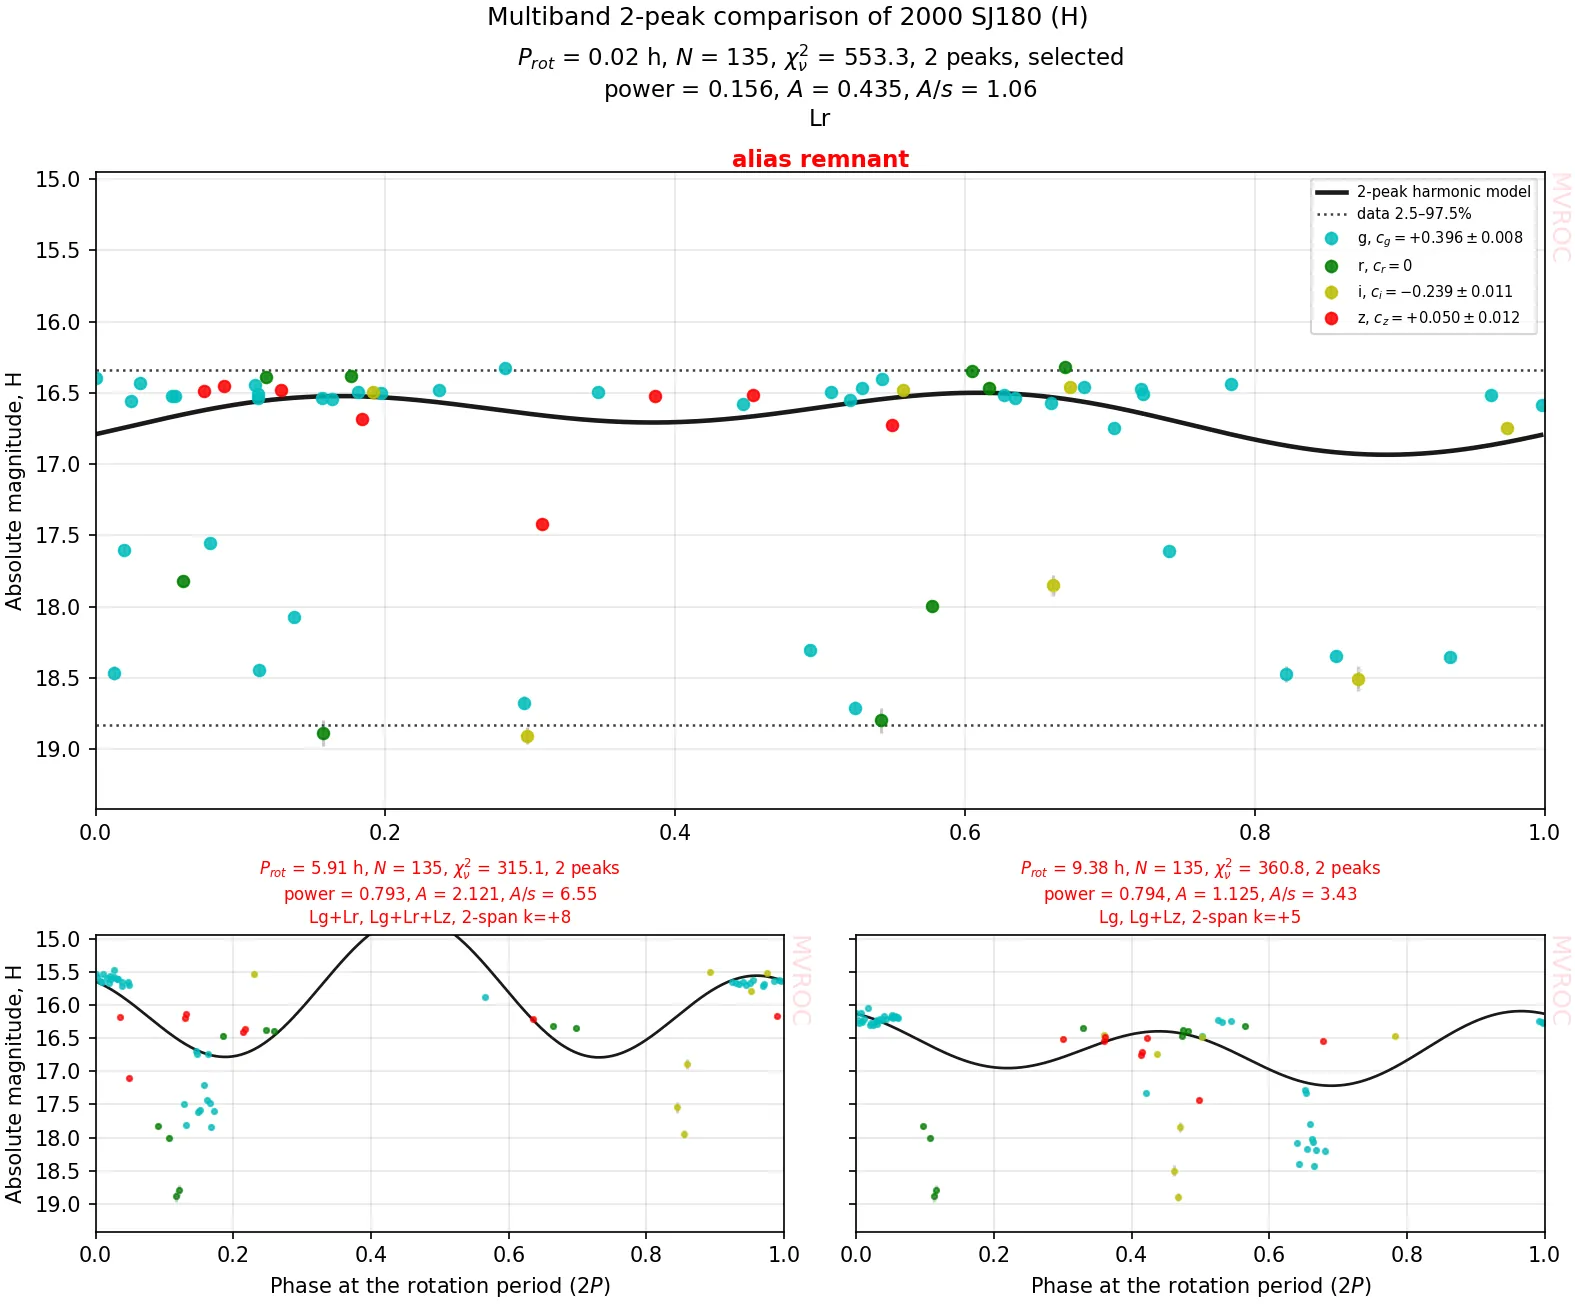 Multiband 2-peak comparison of 2000 SJ180 (H)
P_rot = 0.02 h, N = 135, χ²_ν = 553.3, 2 peaks, selected
power = 0.156, A = 0.435, A/s = 1.06
Lr
alias remnant
15.0
15.5
16.0
16.5
17.0
17.5
18.0
18.5
19.0
Absolute magnitude, H
2-peak harmonic model
data 2.5–97.5%
g, c_g = +0.396 ± 0.008
r, c_r = 0
i, c_i = −0.239 ± 0.011
z, c_z = +0.050 ± 0.012
MVROC
0.0 0.2 0.4 0.6 0.8 1.0
P_rot = 5.91 h, N = 135, χ²_ν = 315.1, 2 peaks
power = 0.793, A = 2.121, A/s = 6.55
Lg+Lr, Lg+Lr+Lz, 2-span k=+8
15.0
15.5
16.0
16.5
17.0
17.5
18.0
18.5
19.0
Absolute magnitude, H
MVROC
0.0 0.2 0.4 0.6 0.8 1.0
Phase at the rotation period (2P)
P_rot = 9.38 h, N = 135, χ²_ν = 360.8, 2 peaks
power = 0.794, A = 1.125, A/s = 3.43
Lg, Lg+Lz, 2-span k=+5
MVROC
0.0 0.2 0.4 0.6 0.8 1.0
Phase at the rotation period (2P)